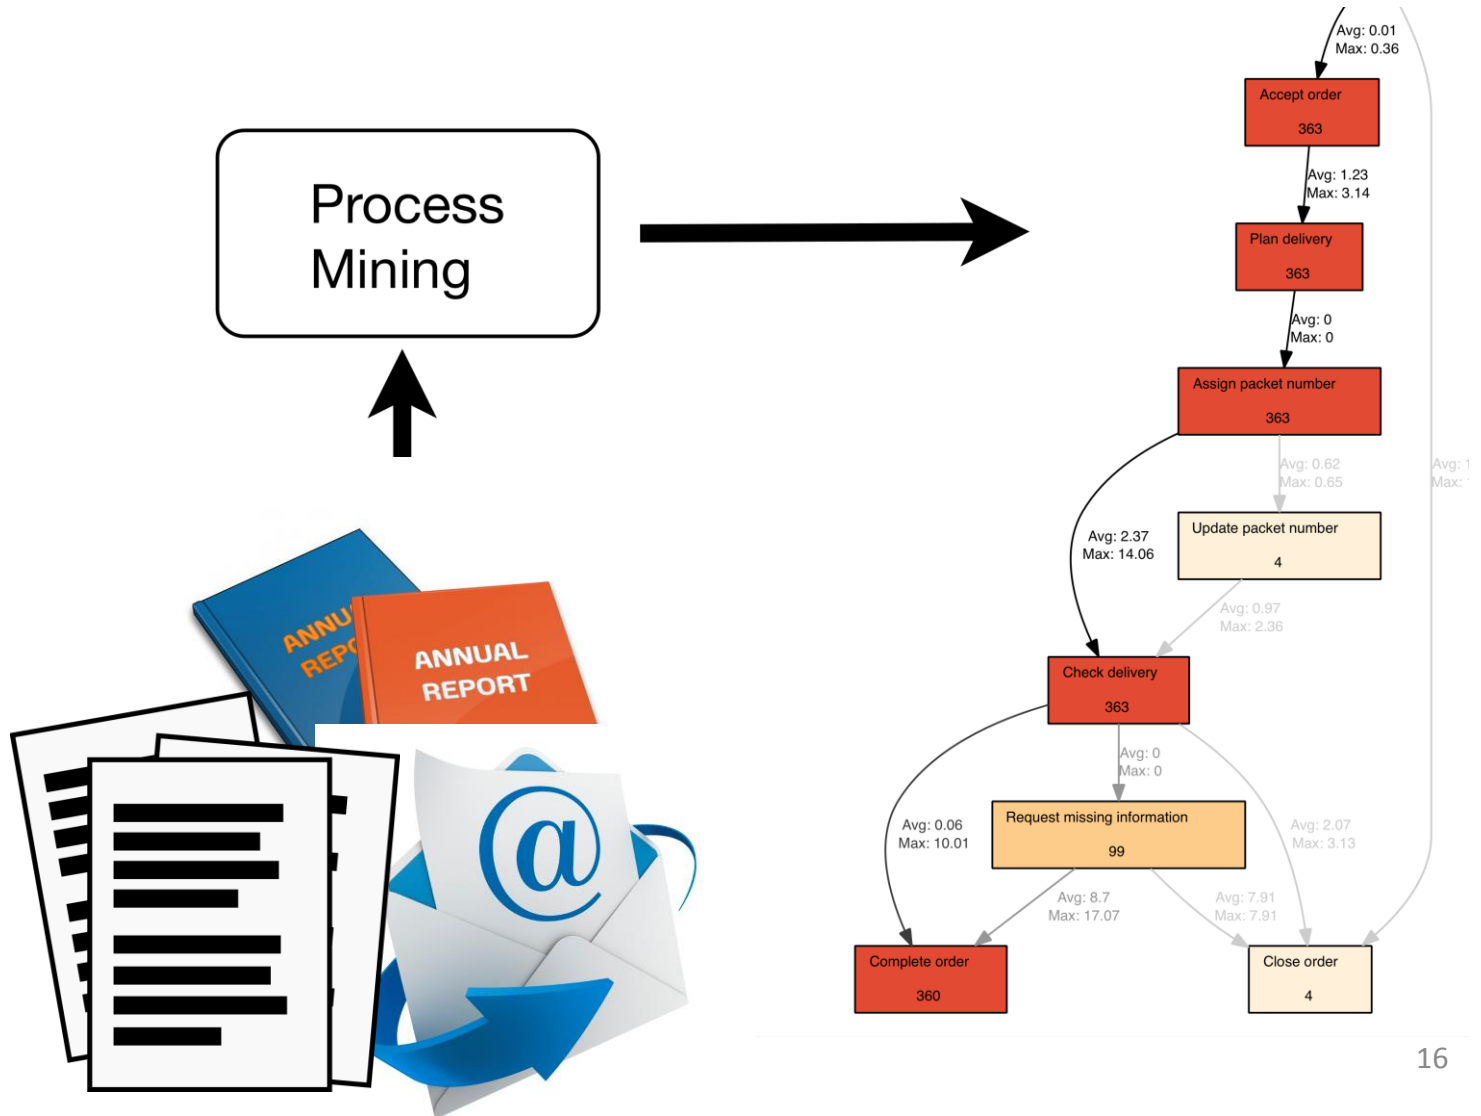 Process
Mining
Avg: 0.01
Max: 0.36
Accept order
363
Avg: 1.23
Max: 3.14
Plan delivery
363
Avg: 0
Max: 0
Assign packet number
363
Avg: 0.62
Max: 0.65
Avg: 1
Max:
Update packet number
4
Avg: 2.37
Max: 14.06
Avg: 0.97
Max: 2.36
Check delivery
363
Avg: 0
Max: 0
Request missing information
99
Avg: 0.06
Max: 10.01
Avg: 2.07
Max: 3.13
Avg: 8.7
Max: 17.07
Avg: 7.91
Max: 7.91
Complete order
360
Close order
4
ANNUAL
REPORT
@
16